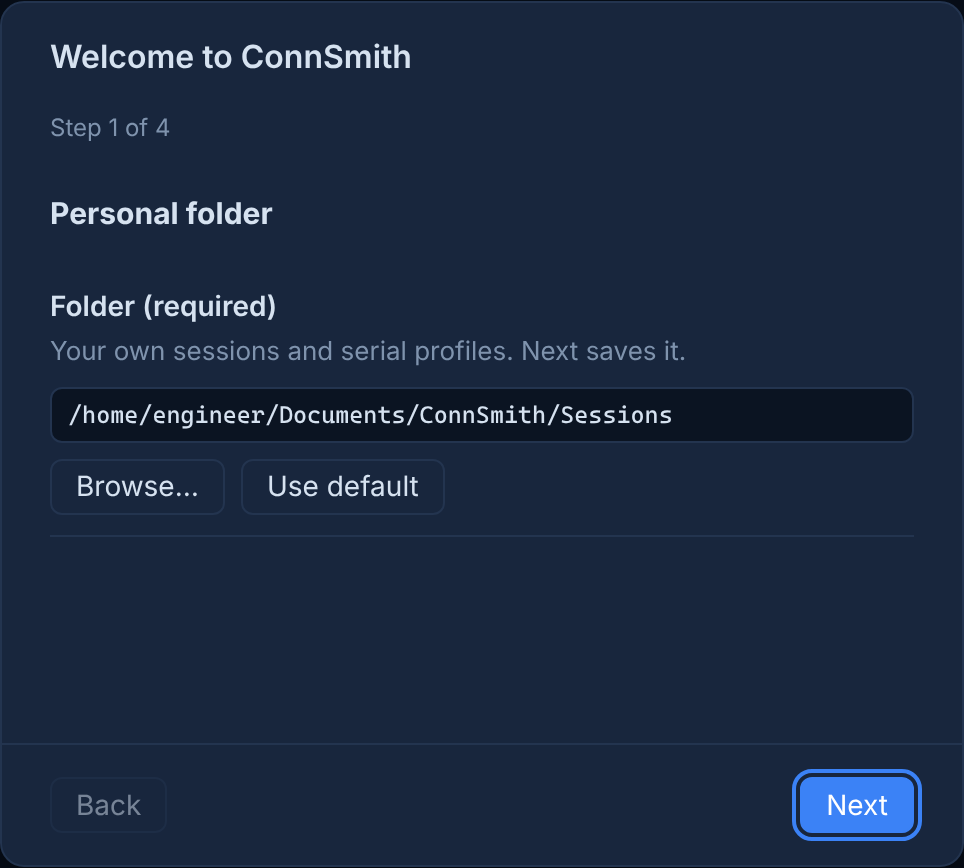 Welcome to ConnSmith
Step 1 of 4
Personal folder
Folder (required)
Your own sessions and serial profiles. Next saves it.
/home/engineer/Documents/ConnSmith/Sessions
Browse...
Use default
Back
Next